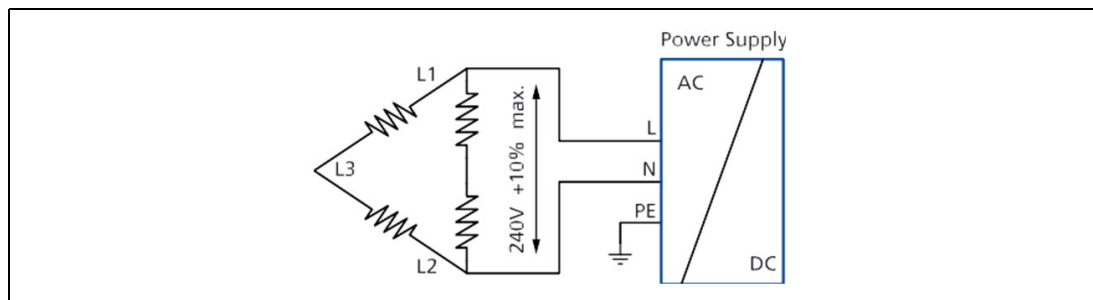 Power Supply
L1
AC
240V +10% max.
L
L3
N
PE
L2
DC